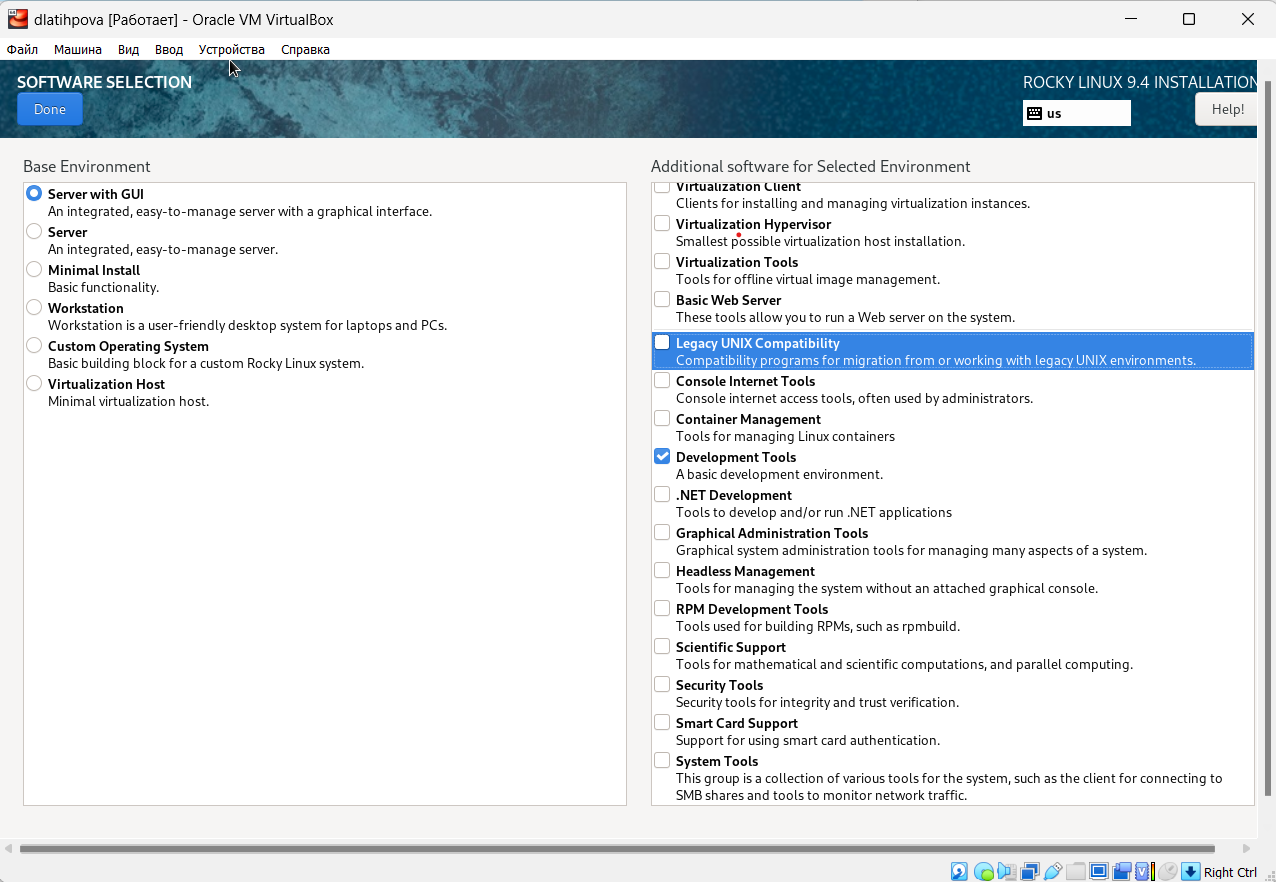 dlatihpova [Работает] - Oracle VM VirtualBox
Файл Машина Вид Ввод Устройства Справка
SOFTWARE SELECTION
ROCKY LINUX 9.4 INSTALLATION
Done
us
Help!
Base Environment
Server with GUI
An integrated, easy-to-manage server with a graphical interface.
Server
An integrated, easy-to-manage server.
Minimal Install
Basic functionality.
Workstation
Workstation is a user-friendly desktop system for laptops and PCs.
Custom Operating System
Basic building block for a custom Rocky Linux system.
Virtualization Host
Minimal virtualization host.
Additional software for Selected Environment
Virtualization Client
Clients for installing and managing virtualization instances.
Virtualization Hypervisor
Smallest possible virtualization host installation.
Virtualization Tools
Tools for offline virtual image management.
Basic Web Server
These tools allow you to run a Web server on the system.
Legacy UNIX Compatibility
Compatibility programs for migration from or working with legacy UNIX environments.
Console Internet Tools
Console internet access tools, often used by administrators.
Container Management
Tools for managing Linux containers
Development Tools
A basic development environment.
.NET Development
Tools to develop and/or run .NET applications
Graphical Administration Tools
Graphical system administration tools for managing many aspects of a system.
Headless Management
Tools for managing the system without an attached graphical console.
RPM Development Tools
Tools used for building RPMs, such as rpmbuild.
Scientific Support
Tools for mathematical and scientific computations, and parallel computing.
Security Tools
Security tools for integrity and trust verification.
Smart Card Support
Support for using smart card authentication.
System Tools
This group is a collection of various tools for the system, such as the client for connecting to
SMB shares and tools to monitor network traffic.
Right Ctrl